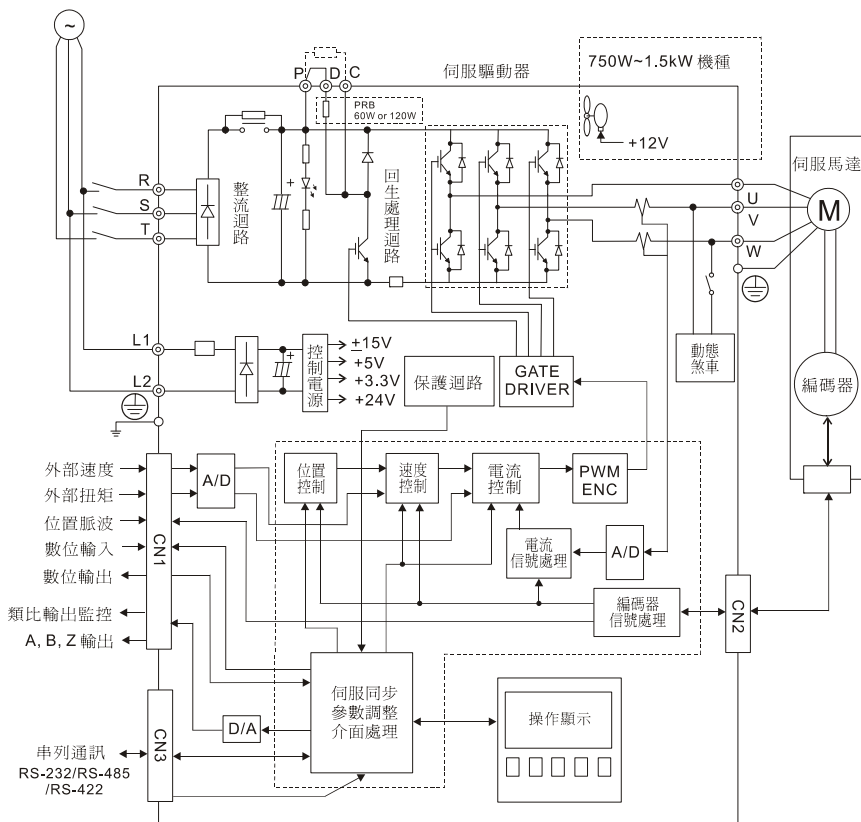 ~
P
D
C
伺服驅動器
750W~1.5kW 機種
+12V
PRB
60W or 120W
伺服馬達
R
S
T
整流迴路
+
回生處理迴路
U
V
W
M
L1
L2
+
控制電源
±15V
+5V
+3.3V
+24V
保護迴路
GATE
DRIVER
動態
煞車
編碼器
外部速度
外部扭矩
位置脈波
數位輸入
數位輸出
類比輸出監控
A, B, Z 輸出
CN1
A/D
位置
控制
速度
控制
電流
控制
PWM
ENC
電流
信號處理
A/D
編碼器
信號處理
CN2
伺服同步
參數調整
介面處理
D/A
操作顯示
串列通訊
RS-232/RS-485
/RS-422
CN3